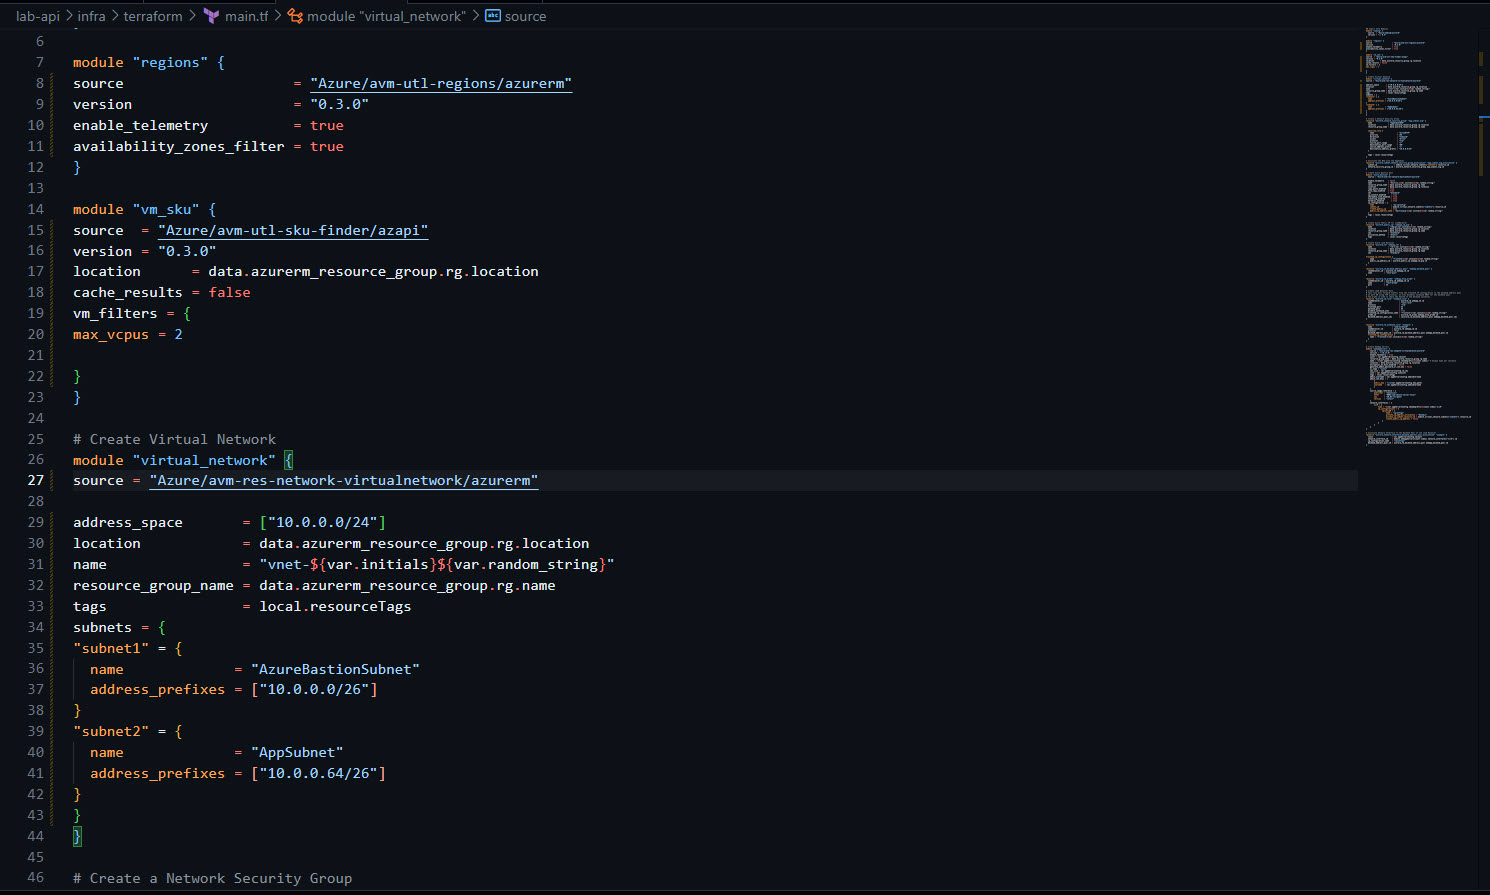 lab-api > infra > terraform > main.tf > module "virtual_network" > abc source
6
7 module "regions" {
8 source                    = "Azure/avm-utl-regions/azurerm"
9 version                   = "0.3.0"
10 enable_telemetry          = true
11 availability_zones_filter = true
12 }
13
14 module "vm_sku" {
15 source  = "Azure/avm-utl-sku-finder/azapi"
16 version = "0.3.0"
17 location      = data.azurerm_resource_group.rg.location
18 cache_results = false
19 vm_filters = {
20 max_vcpus = 2
21
22 }
23 }
24
25 # Create Virtual Network
26 module "virtual_network" {
27 source = "Azure/avm-res-network-virtualnetwork/azurerm"
28
29 address_space       = ["10.0.0.0/24"]
30 location            = data.azurerm_resource_group.rg.location
31 name                = "vnet-${var.initials}${var.random_string}"
32 resource_group_name = data.azurerm_resource_group.rg.name
33 tags                = local.resourceTags
34 subnets = {
35 "subnet1" = {
36   name             = "AzureBastionSubnet"
37   address_prefixes = ["10.0.0.0/26"]
38 }
39 "subnet2" = {
40   name             = "AppSubnet"
41   address_prefixes = ["10.0.0.64/26"]
42 }
43 }
44 }
45
46 # Create a Network Security Group